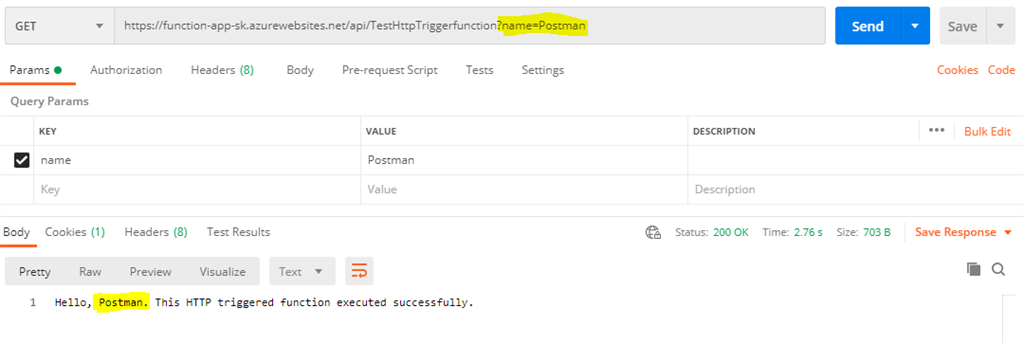 GET https://function-app-sk.azurewebsites.net/api/TestHttpTriggerfunction?name=Postman Send Save
Params Authorization Headers (8) Body Pre-request Script Tests Settings Cookies Code
Query Params
KEY VALUE DESCRIPTION ••• Bulk Edit
name Postman
Key Value Description
Body Cookies (1) Headers (8) Test Results Status: 200 OK Time: 2.76 s Size: 703 B Save Response
Pretty Raw Preview Visualize Text
1 Hello, Postman. This HTTP triggered function executed successfully.